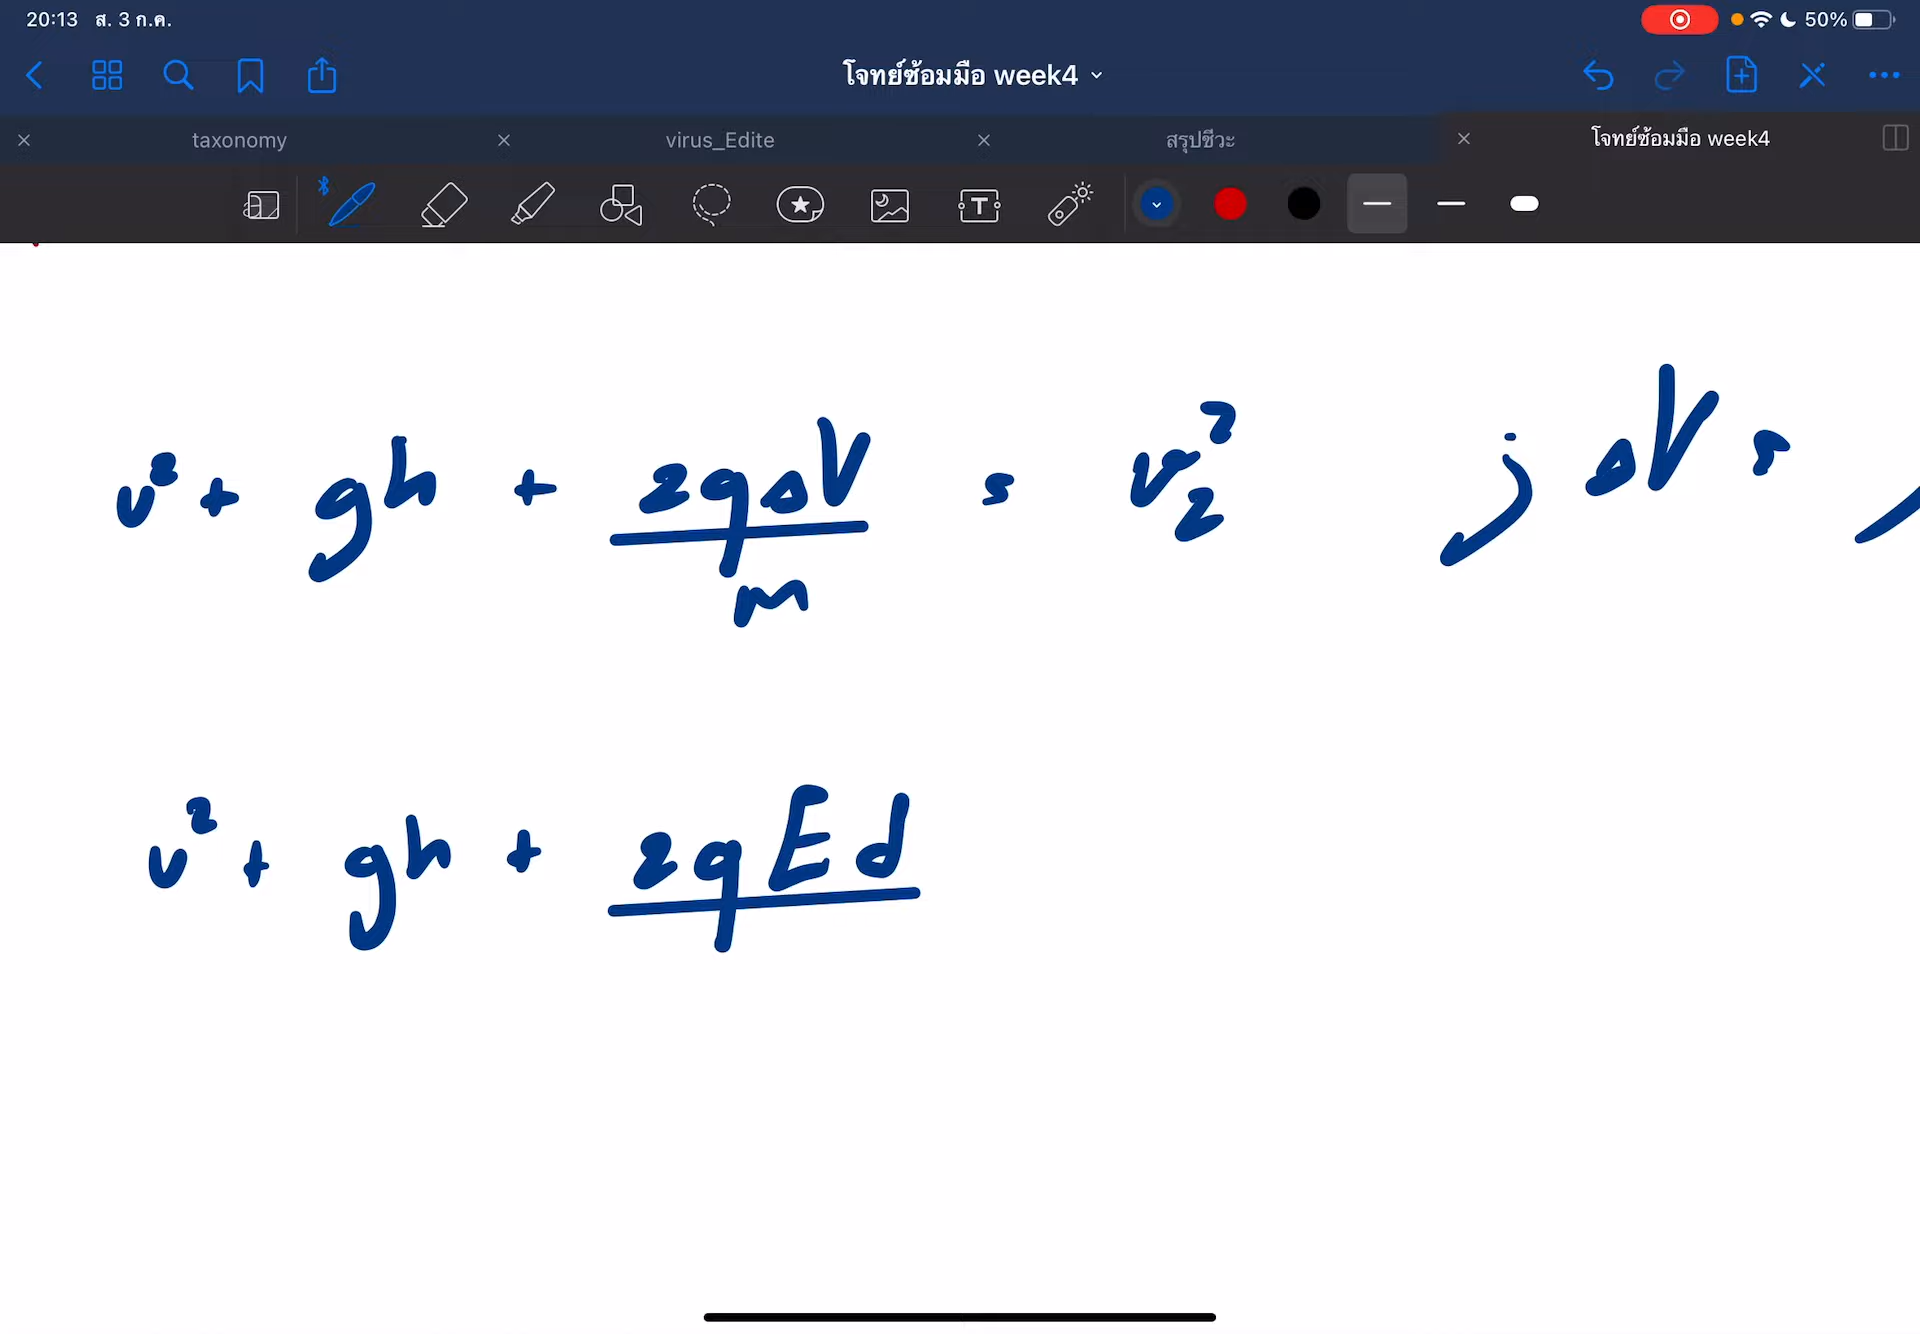 20:13 ส. 3 ก.ค. 50%
โจทย์ซ้อมมือ week4
taxonomy virus_Edite สรุปชีวะ โจทย์ซ้อมมือ week4
v² + gh + 2qΔV/m = v₂² ; ΔV =
v² + gh + 2qEd